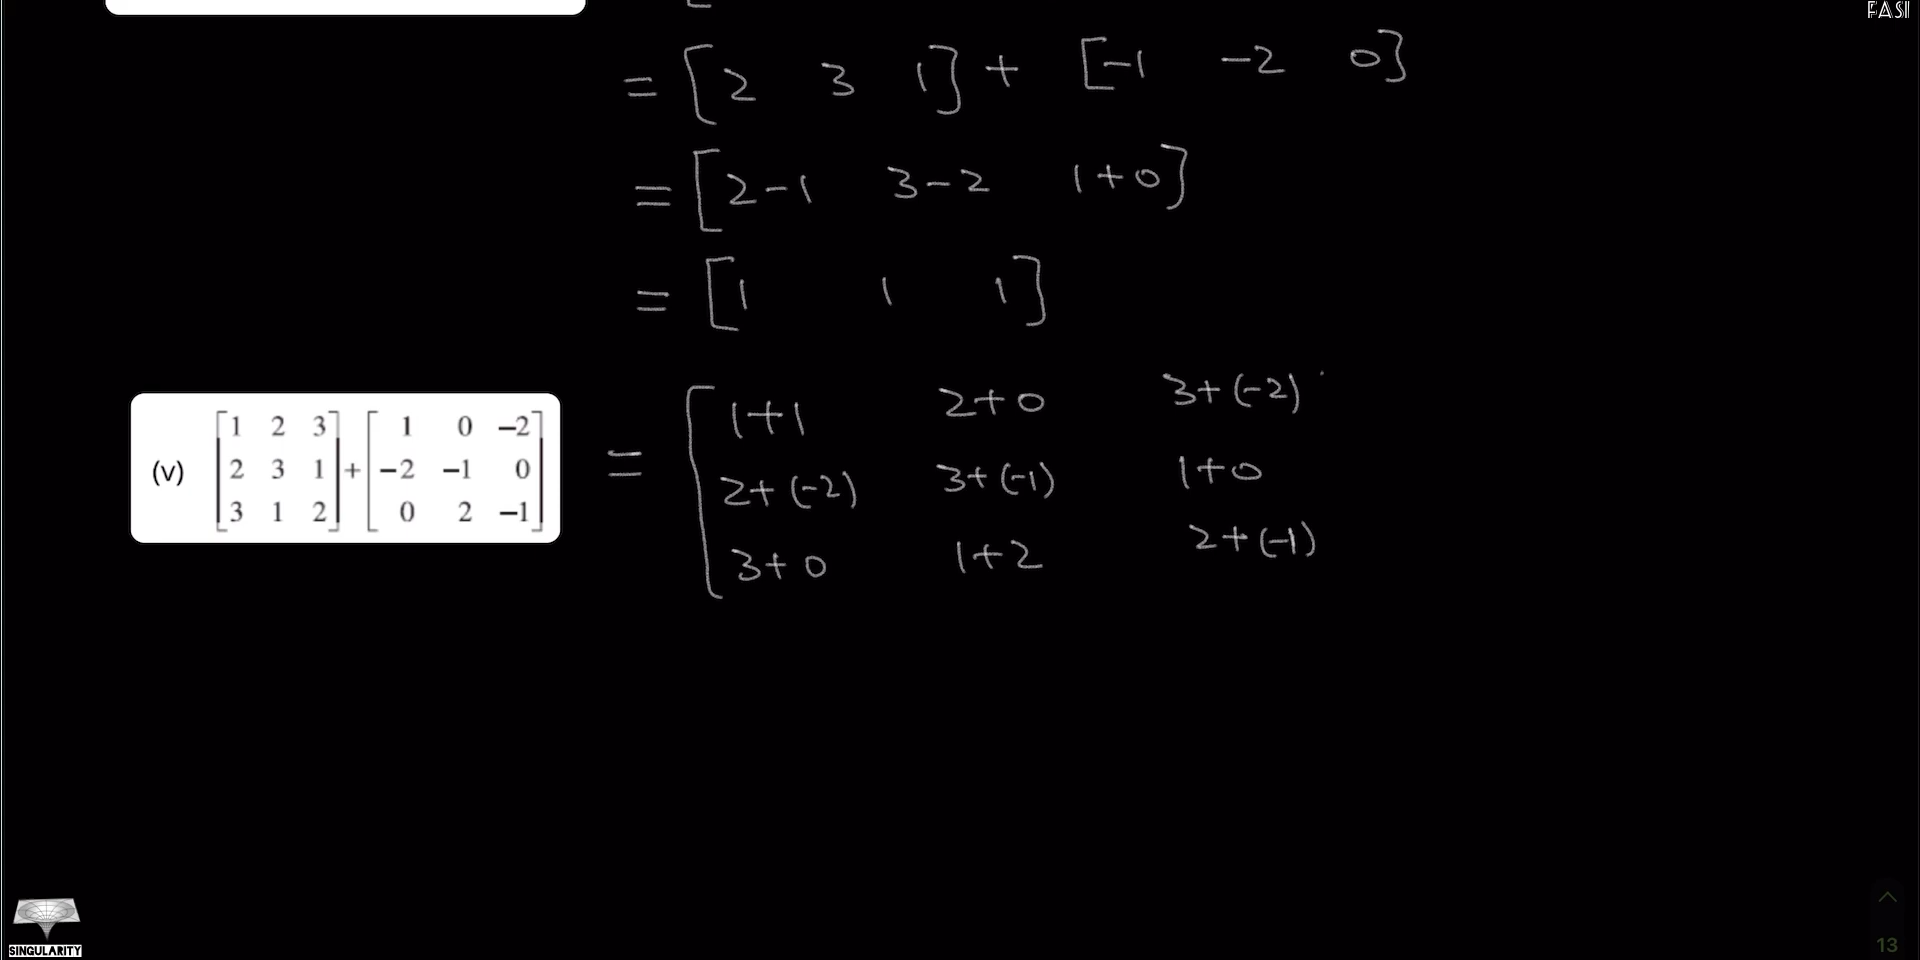 FASI
= [2 3 1] + [-1 -2 0]
= [2-1 3-2 1+0]
= [1 1 1]
(v) [1 2 3] + [1 0 -2]
[2 3 1] [-2 -1 0]
[3 1 2] [0 2 -1]
= [1+1 2+0 3+(-2)
2+(-2) 3+(-1) 1+0
3+0 1+2 2+(-1)
SINGULARITY
13